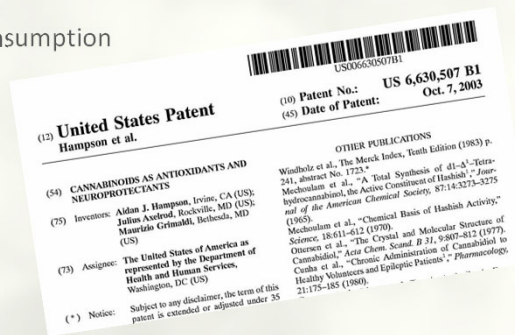 sumption
US006630507B1
(12) United States Patent
Hampson et al.
(10) Patent No.: US 6,630,507 B1
(45) Date of Patent: Oct. 7, 2003
(54) CANNABINOIDS AS ANTIOXIDANTS AND
NEUROPROTECTANTS
(75) Inventors: Aidan J. Hampson, Irvine, CA (US);
Julius Axelrod, Rockville, MD (US);
Maurizio Grimaldi, Bethesda, MD
(US)
(73) Assignee: The United States of America as
represented by the Department of
Health and Human Services,
Washington, DC (US)
(*) Notice: Subject to any disclaimer, the term of this
patent is extended or adjusted under 35
OTHER PUBLICATIONS
Windholz et al., The Merck Index, Tenth Edition (1983) p.
241, abstract No. 1723.*
Mechoulam et al., "A Total Synthesis of dl-Δ¹-Tetra-
hydrocannabinol, the Active Constituent of Hashish¹," Jour-
nal of the American Chemical Society, 87:14:3273-3275
(1965).
Mechoulam et al., "Chemical Basis of Hashish Activity,"
Science, 18:611-612 (1970).
Ottersen et al., "The Crystal and Molecular Structure of
Cannabidiol," Acta Chem. Scand. B 31, 9:807-812 (1977).
Cunha et al., "Chronic Administration of Cannabidiol to
Healthy Volunteers and Epileptic Patients¹," Pharmacology,
21:175-185 (1980).